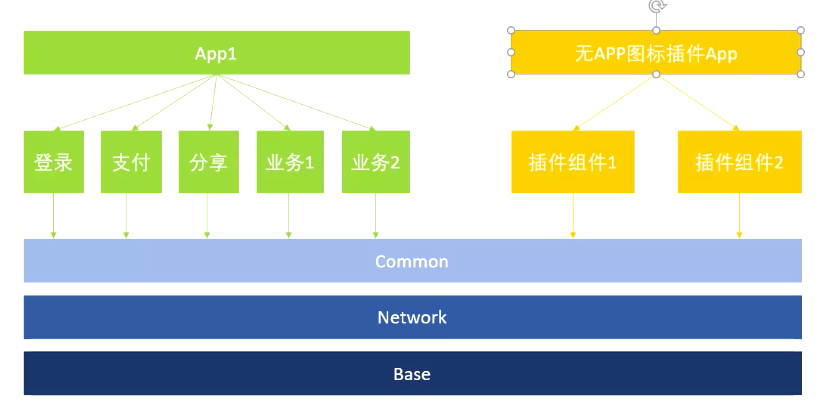 App1
无APP图标插件App
登录
支付
分享
业务1
业务2
插件组件1
插件组件2
Common
Network
Base